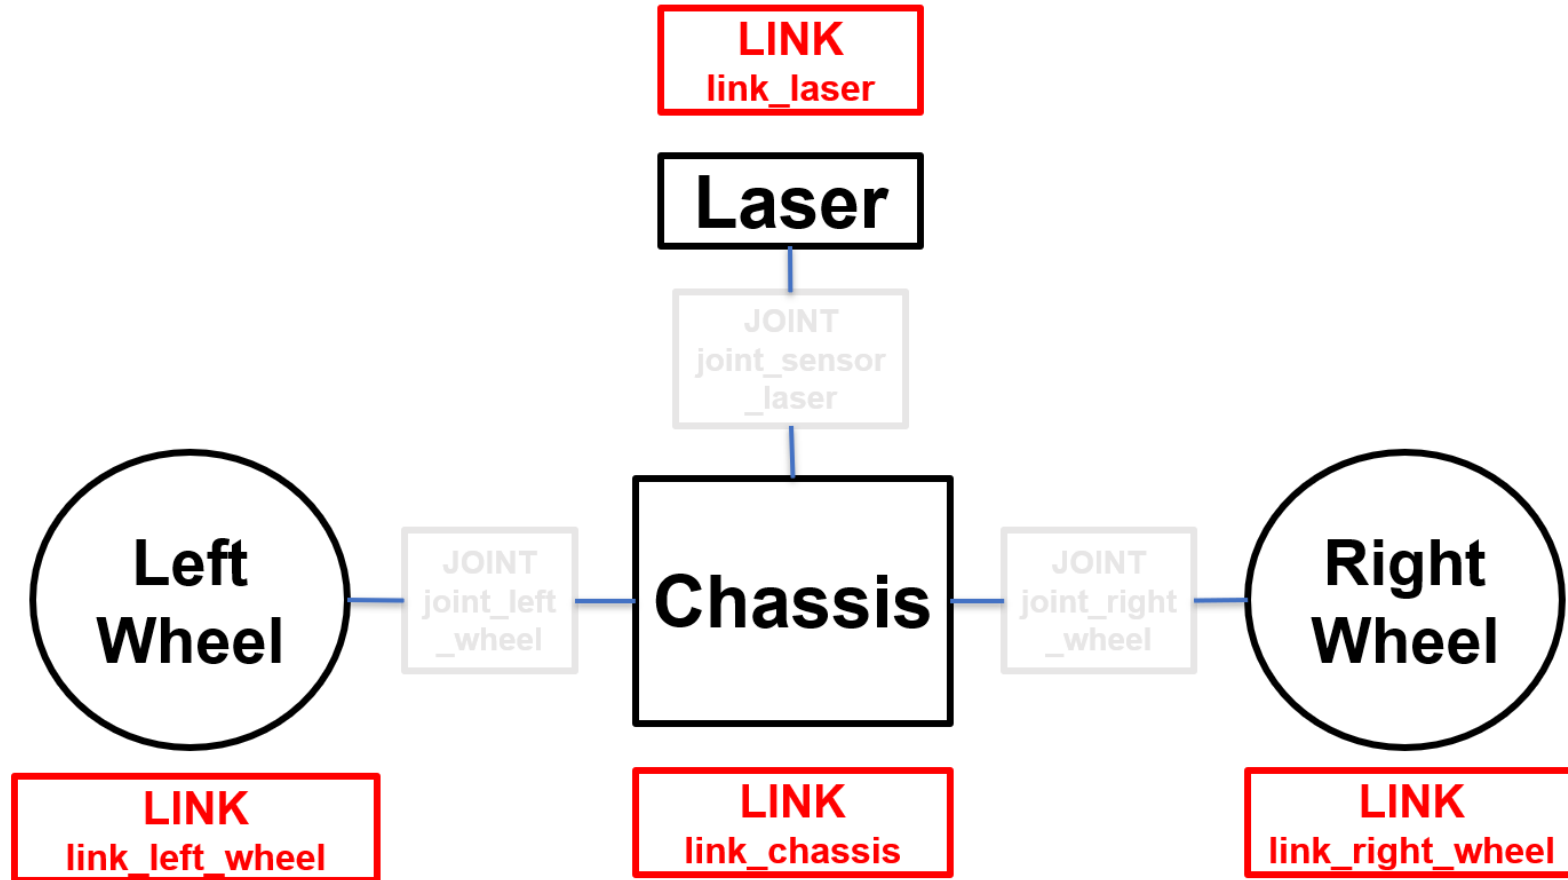 LINK
link_laser
Laser
JOINT
joint_sensor
_laser
Left
Wheel
JOINT
joint_left
_wheel
Chassis
JOINT
joint_right
_wheel
Right
Wheel
LINK
link_left_wheel
LINK
link_chassis
LINK
link_right_wheel